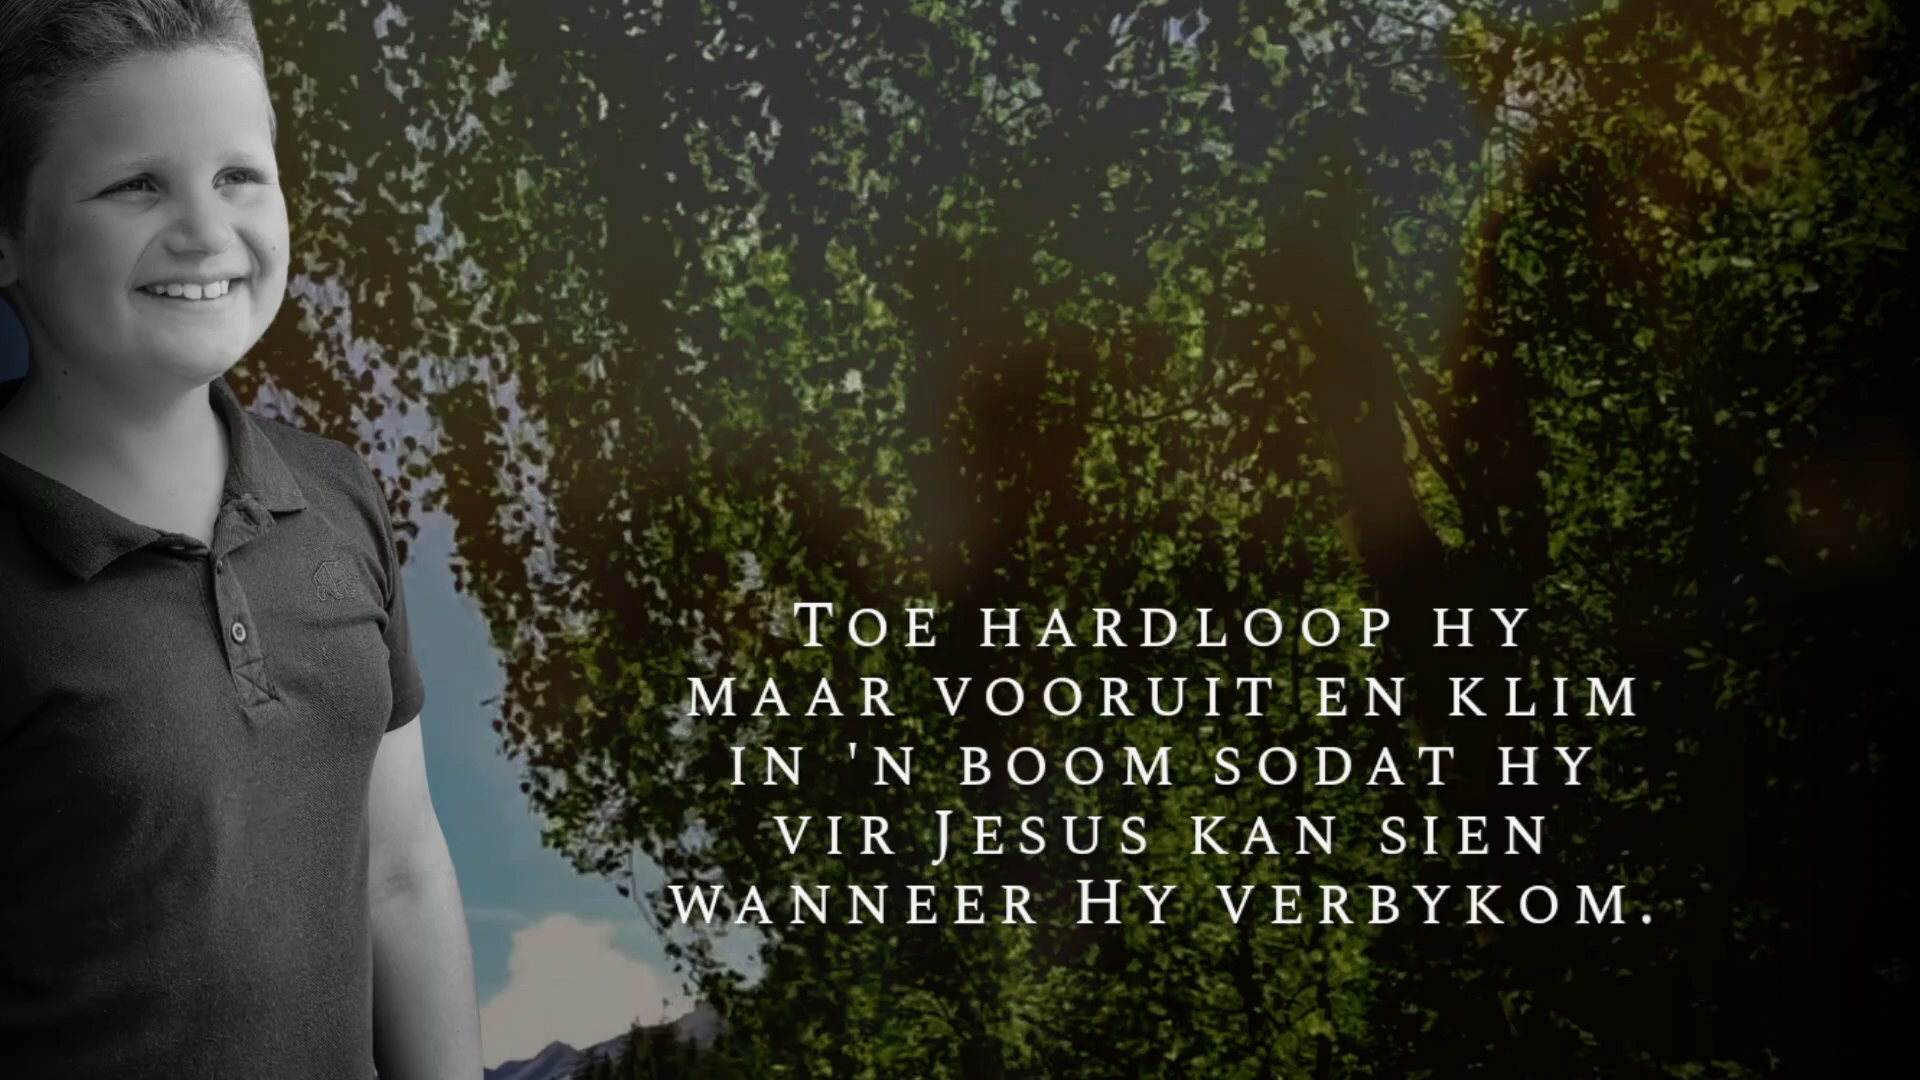 Toe hardloop hy
maar vooruit en klim
in 'n boom sodat hy
vir Jesus kan sien
wanneer Hy verbykom.